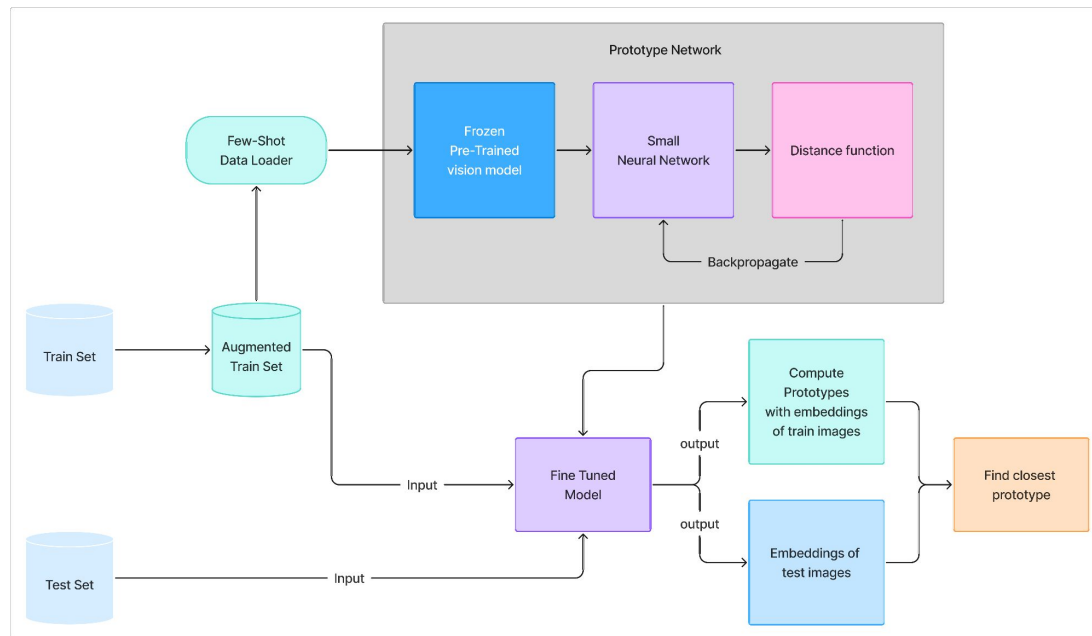 Prototype Network
Few-Shot
Data Loader
Frozen
Pre-Trained
vision model
Small
Neural Network
Distance function
Backpropagate
Train Set
Augmented
Train Set
Compute
Prototypes
with embeddings
of train images
output
Input
Fine Tuned
Model
Find closest
prototype
output
Embeddings of
test images
Test Set
Input